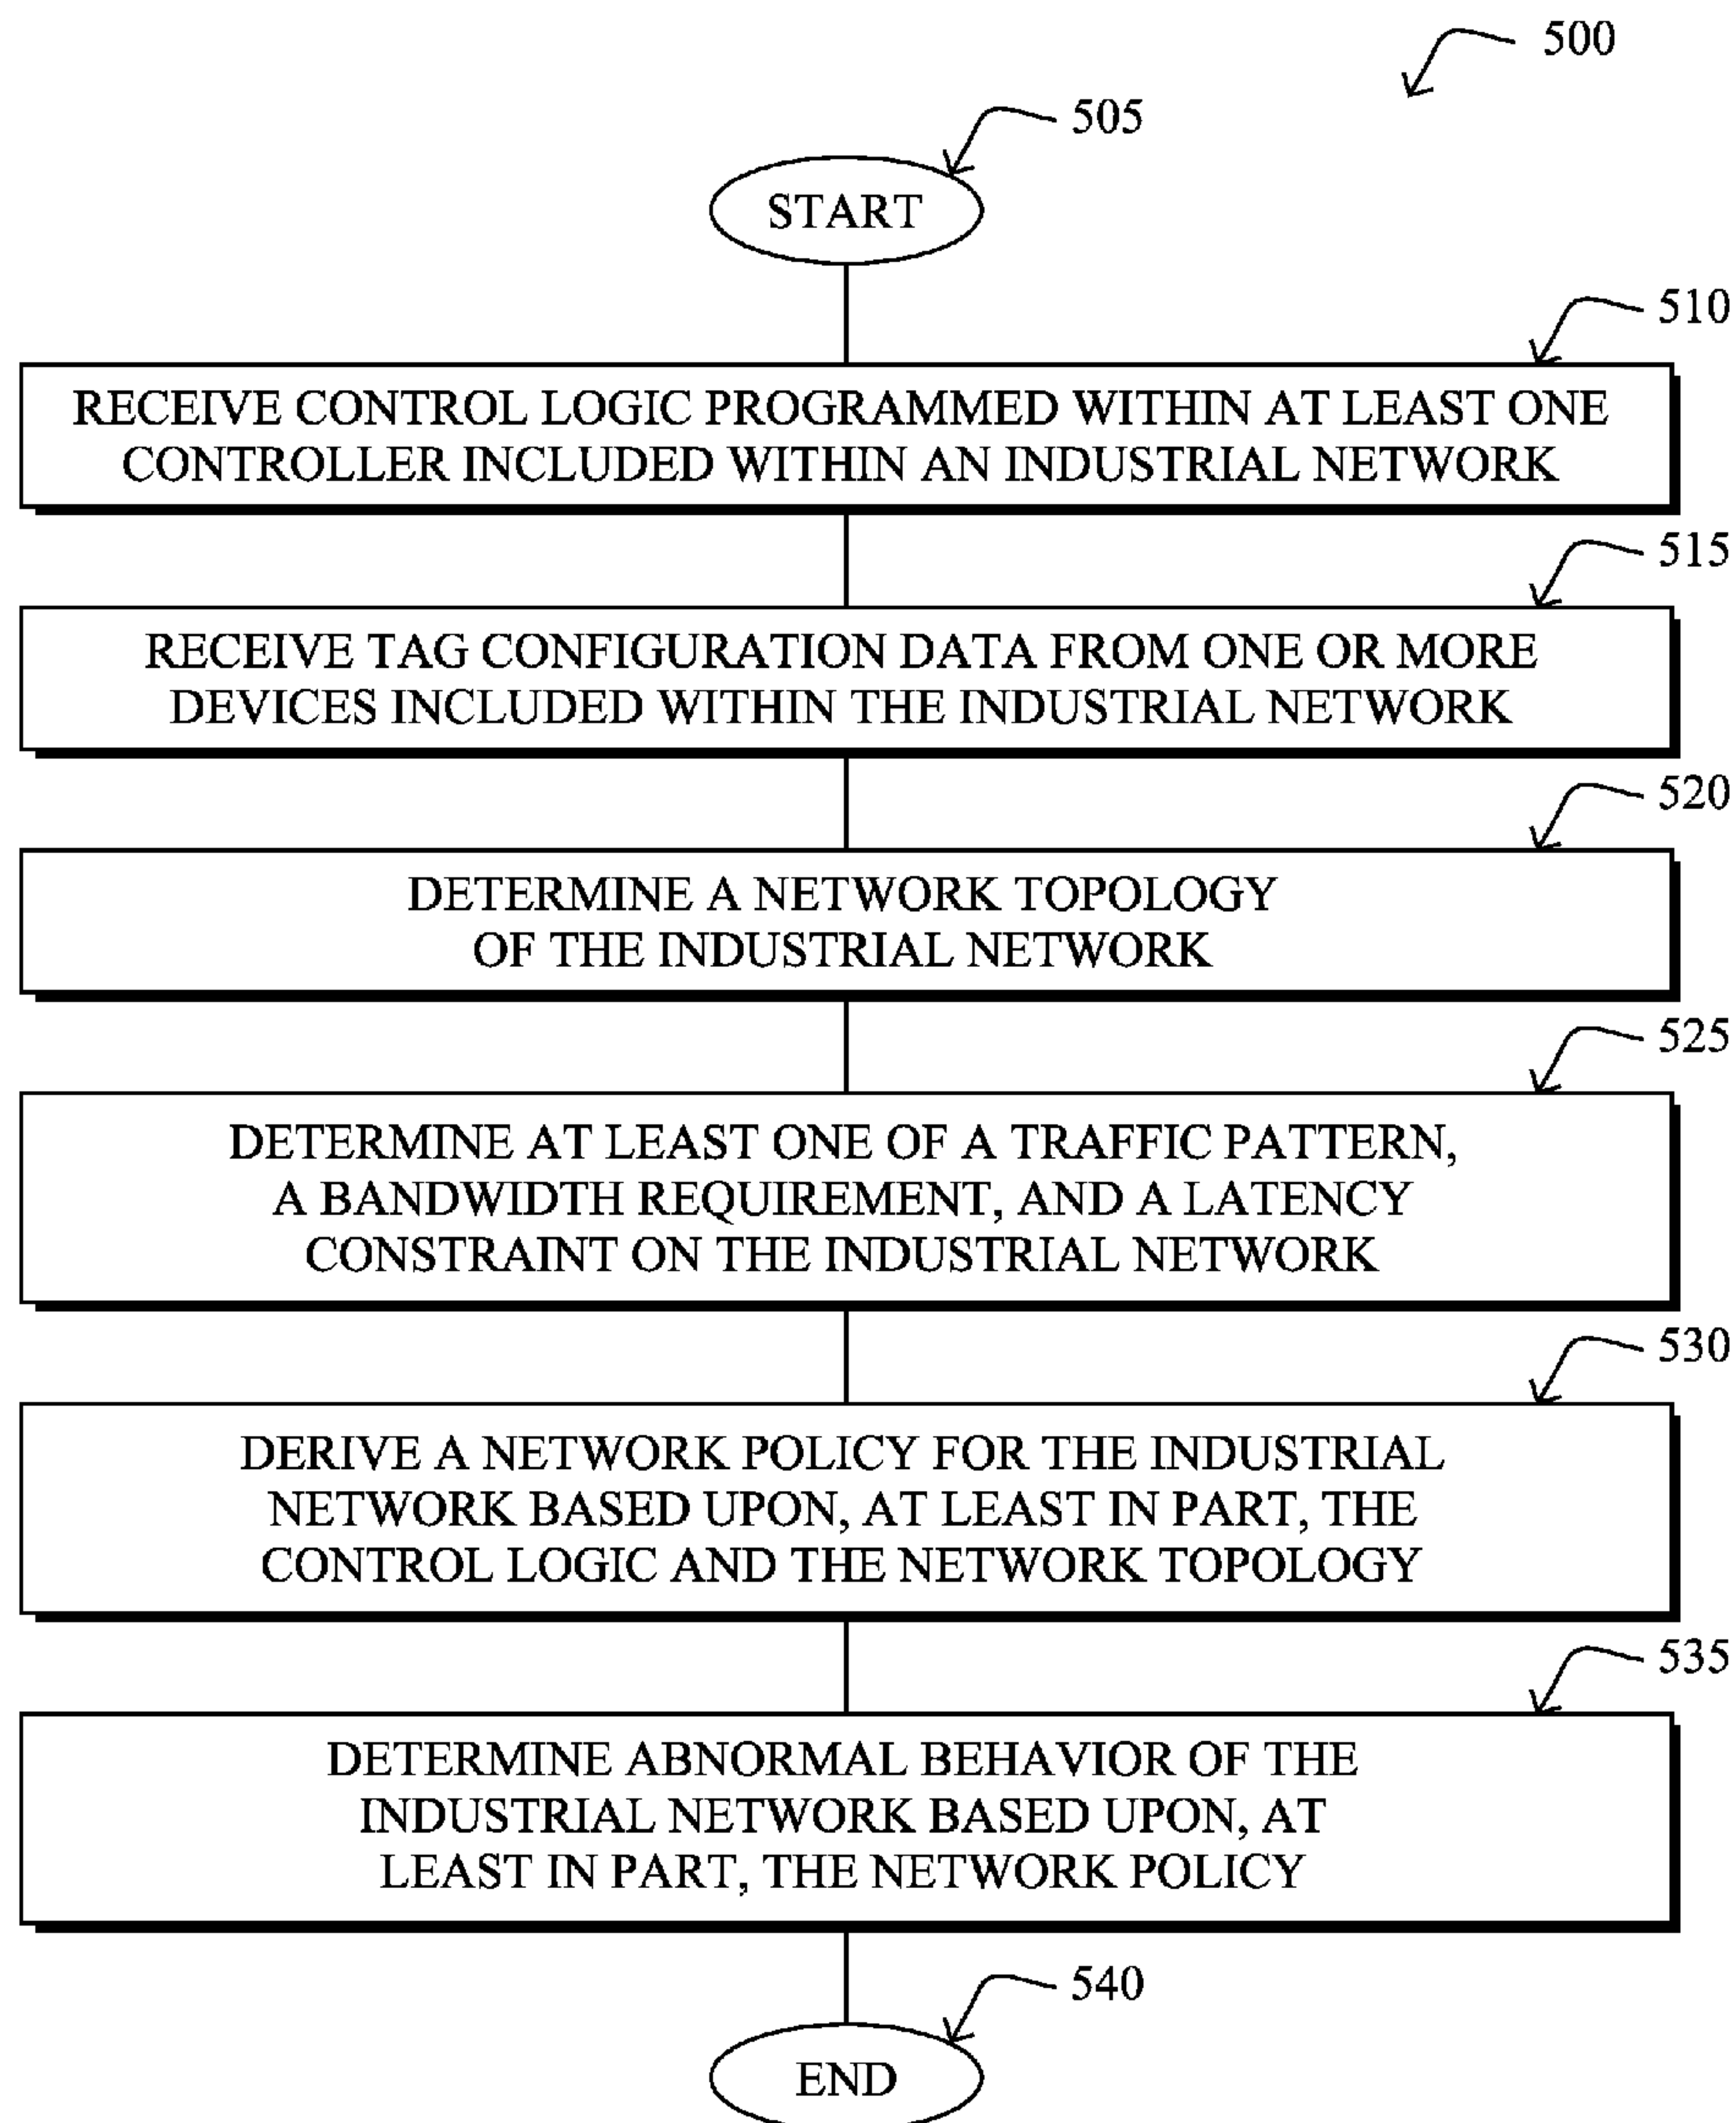 500
505
START
510
RECEIVE CONTROL LOGIC PROGRAMMED WITHIN AT LEAST ONE
CONTROLLER INCLUDED WITHIN AN INDUSTRIAL NETWORK
515
RECEIVE TAG CONFIGURATION DATA FROM ONE OR MORE
DEVICES INCLUDED WITHIN THE INDUSTRIAL NETWORK
520
DETERMINE A NETWORK TOPOLOGY
OF THE INDUSTRIAL NETWORK
525
DETERMINE AT LEAST ONE OF A TRAFFIC PATTERN,
A BANDWIDTH REQUIREMENT, AND A LATENCY
CONSTRAINT ON THE INDUSTRIAL NETWORK
530
DERIVE A NETWORK POLICY FOR THE INDUSTRIAL
NETWORK BASED UPON, AT LEAST IN PART, THE
CONTROL LOGIC AND THE NETWORK TOPOLOGY
535
DETERMINE ABNORMAL BEHAVIOR OF THE
INDUSTRIAL NETWORK BASED UPON, AT
LEAST IN PART, THE NETWORK POLICY
540
END